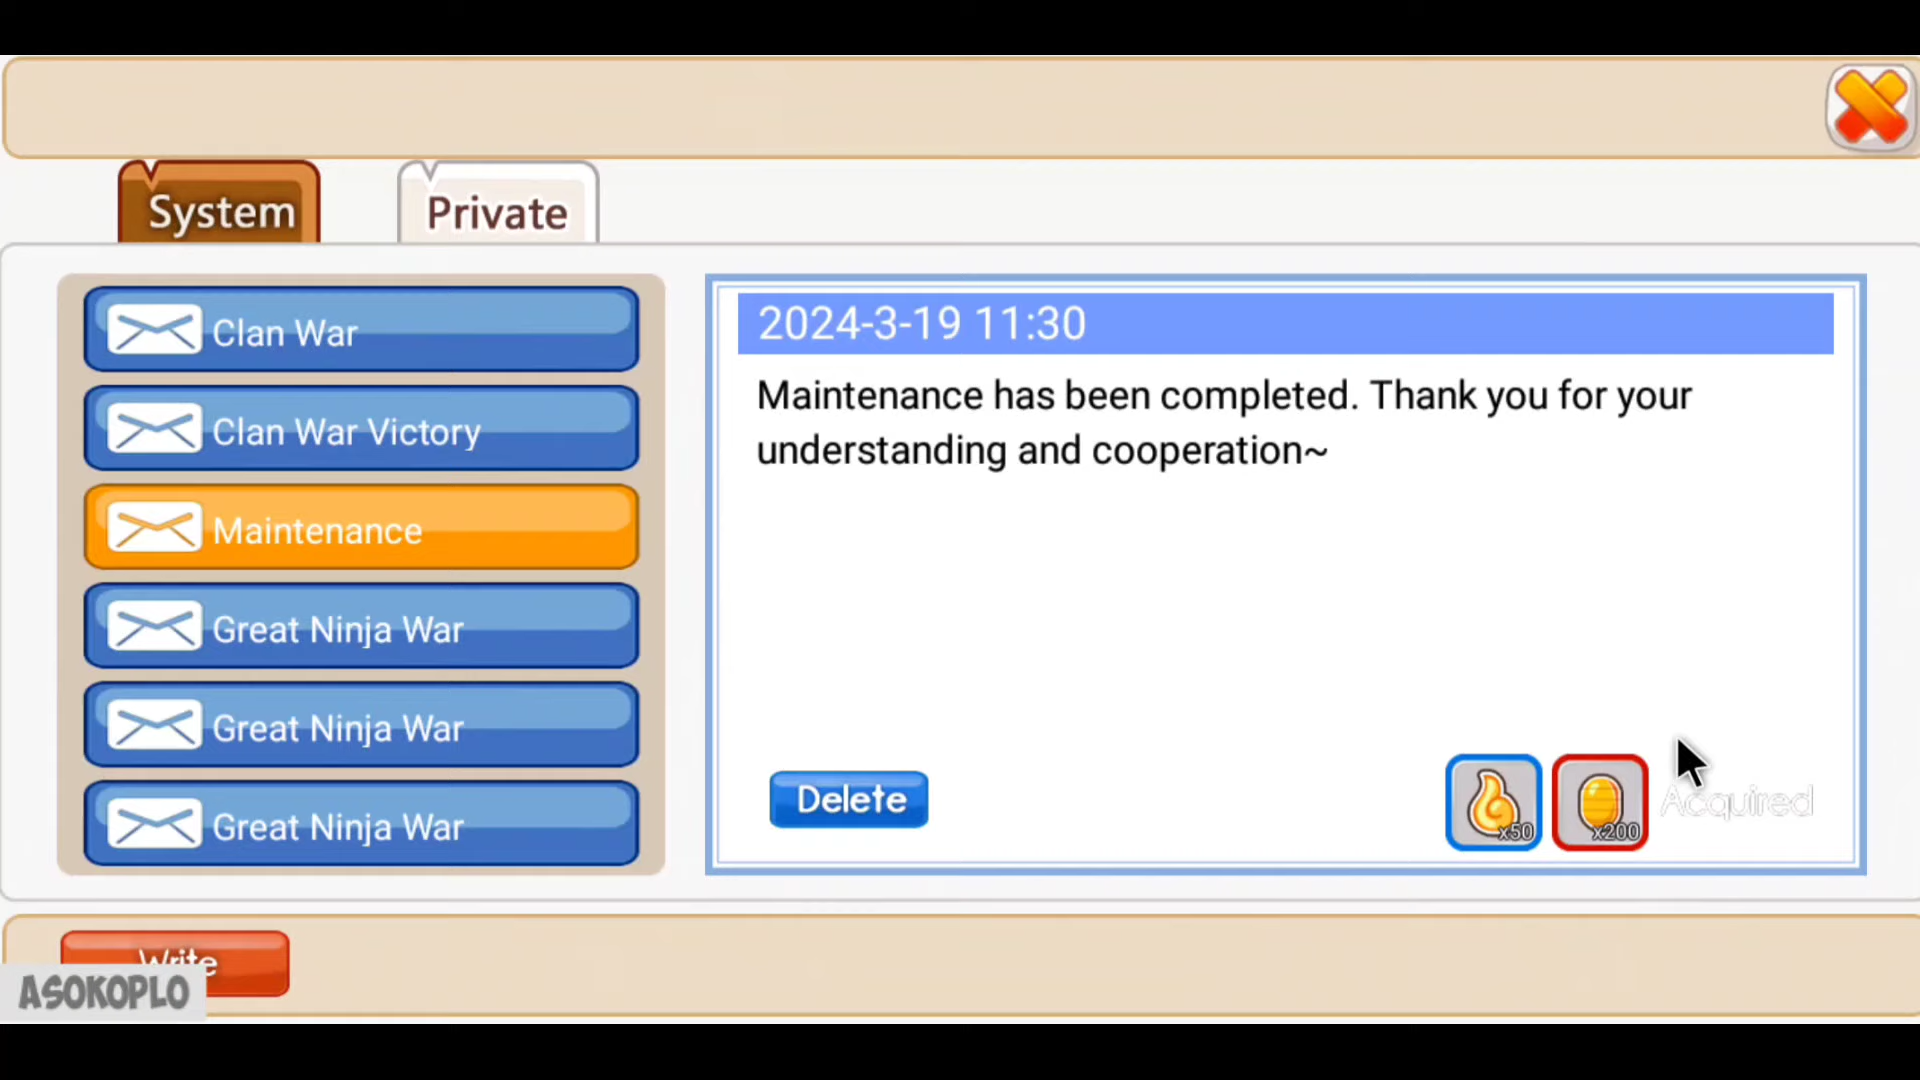 System
Private
Clan War
Clan War Victory
Maintenance
Great Ninja War
Great Ninja War
Great Ninja War
2024-3-19 11:30
Maintenance has been completed. Thank you for your
understanding and cooperation~
Delete
x50
x200
Acquired
Write
ASOKOPLO